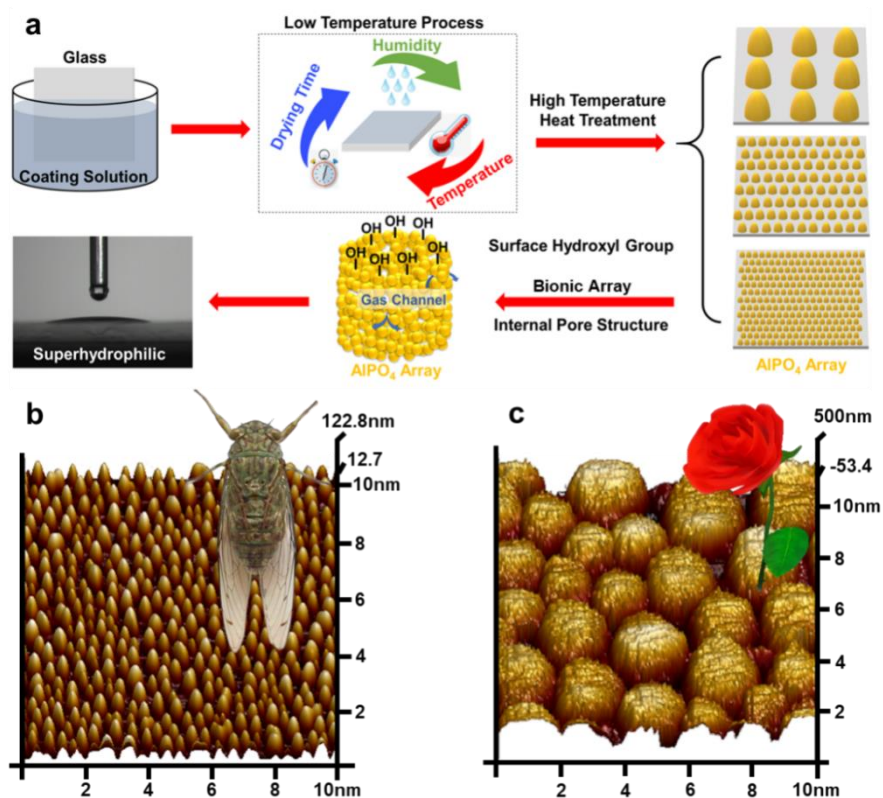 a
Low Temperature Process
Glass
Coating Solution
Humidity
Drying Time
Temperature
High Temperature
Heat Treatment
OH OH OH
OH OH OH OH
Gas Channel
AlPO₄ Array
Surface Hydroxyl Group
Bionic Array
Internal Pore Structure
AlPO₄ Array
Superhydrophilic
b
122.8nm
12.7
10nm
8
6
4
2
2 4 6 8 10nm
c
500nm
-53.4
10nm
8
6
4
2
2 4 6 8 10nm